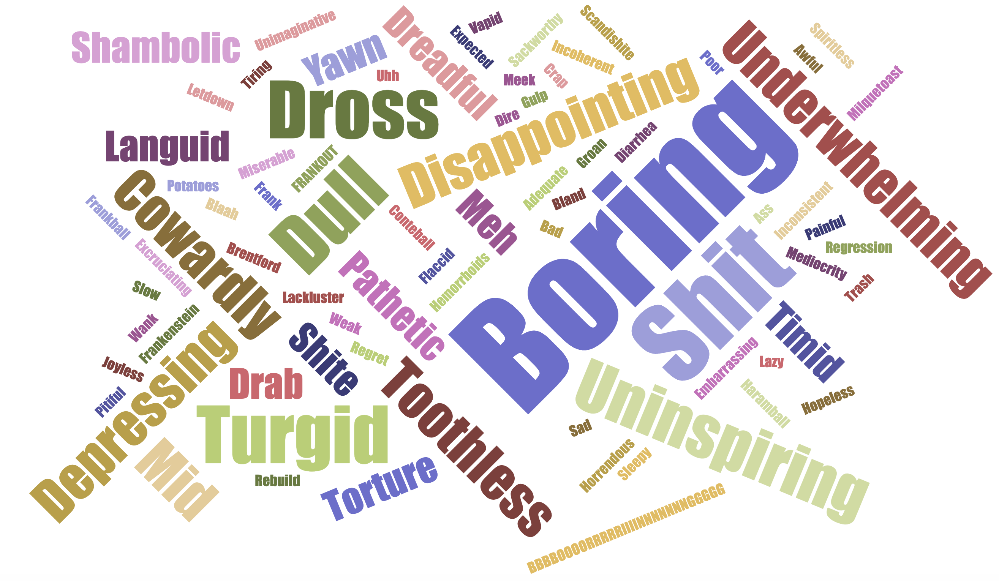 Shambolic
Unimaginative
Yawn
Dreadful
Expected
Vapid
Sackworthy
Scamdishite
Incoherent
Crap
Poor
Underwhelming
Awful
Spiritless
Milquetoast
Tiring
Letdown
Uhh
Meek
Gulp
Dire
Dross
Disappointing
Languid
Miserable
FRANKOUT
Dull
Groan
Diarrhea
Boring
Potatoes
Frank
Blaah
Frankball
Cowardly
Conteball
Meh
Adequate
Bland
Bad
Ass
Inconsistent
Painful
Regression
Mediocrity
Trash
Excruciating
Brentford
Flaccid
Hemorrhoids
Pathetic
Lackluster
Slow
Wank
Frankenstein
Weak
Shit
Timid
Shite
Regret
Joyless
Depressing
Drab
Toothless
Embarrassing
Lazy
Haramball
Hopeless
Pitiful
Turgid
Uninspiring
Sad
Mid
Rebuild
Torture
Horrendous
Sleepy
BBBBOOOORRRRRIIIINNNNNNNNGGGGG